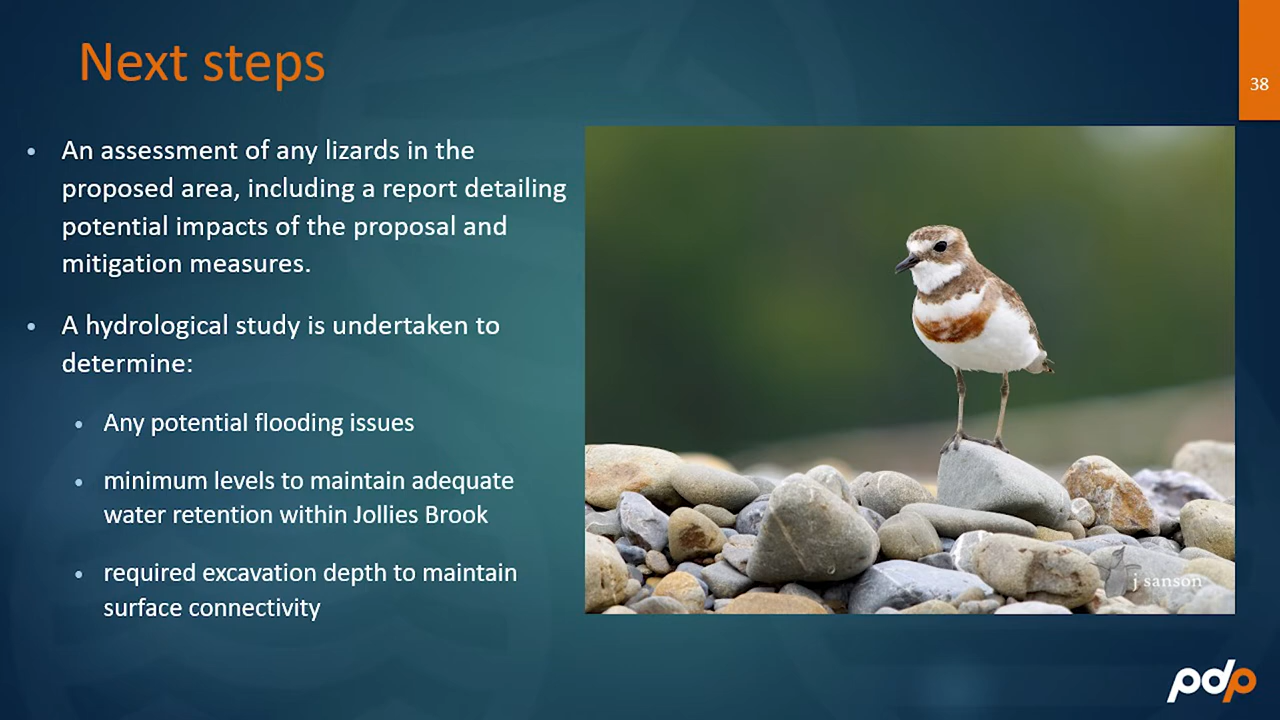 Next steps
38
• An assessment of any lizards in the
proposed area, including a report detailing
potential impacts of the proposal and
mitigation measures.
• A hydrological study is undertaken to
determine:
• Any potential flooding issues
• minimum levels to maintain adequate
water retention within Jollies Brook
• required excavation depth to maintain
surface connectivity
j sanson
pdp